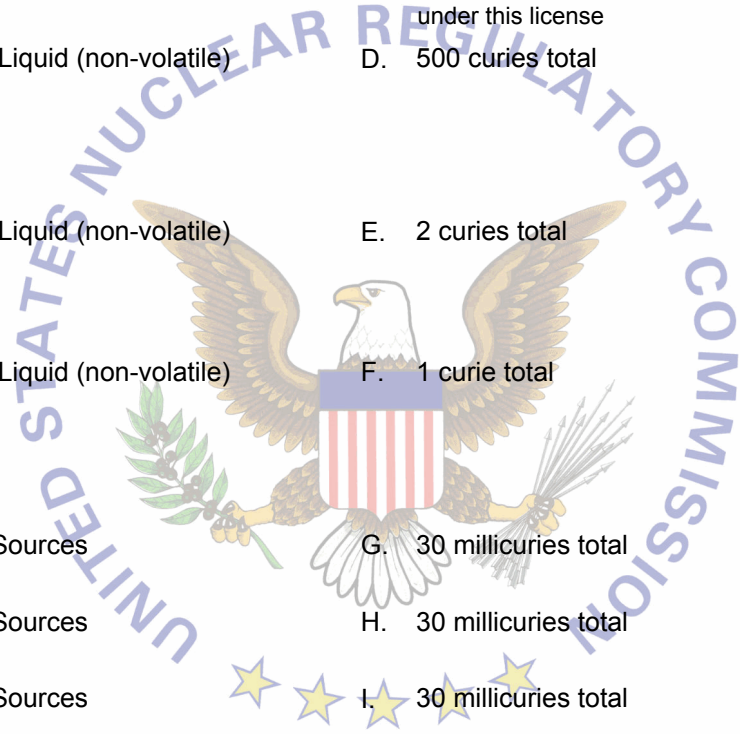 under this license
Liquid (non-volatile) D. 500 curies total
Liquid (non-volatile) E. 2 curies total
Liquid (non-volatile) F. 1 curie total
Sources G. 30 millicuries total
Sources H. 30 millicuries total
Sources I. 30 millicuries total
UNITED STATES NUCLEAR REGULATORY COMMISSION